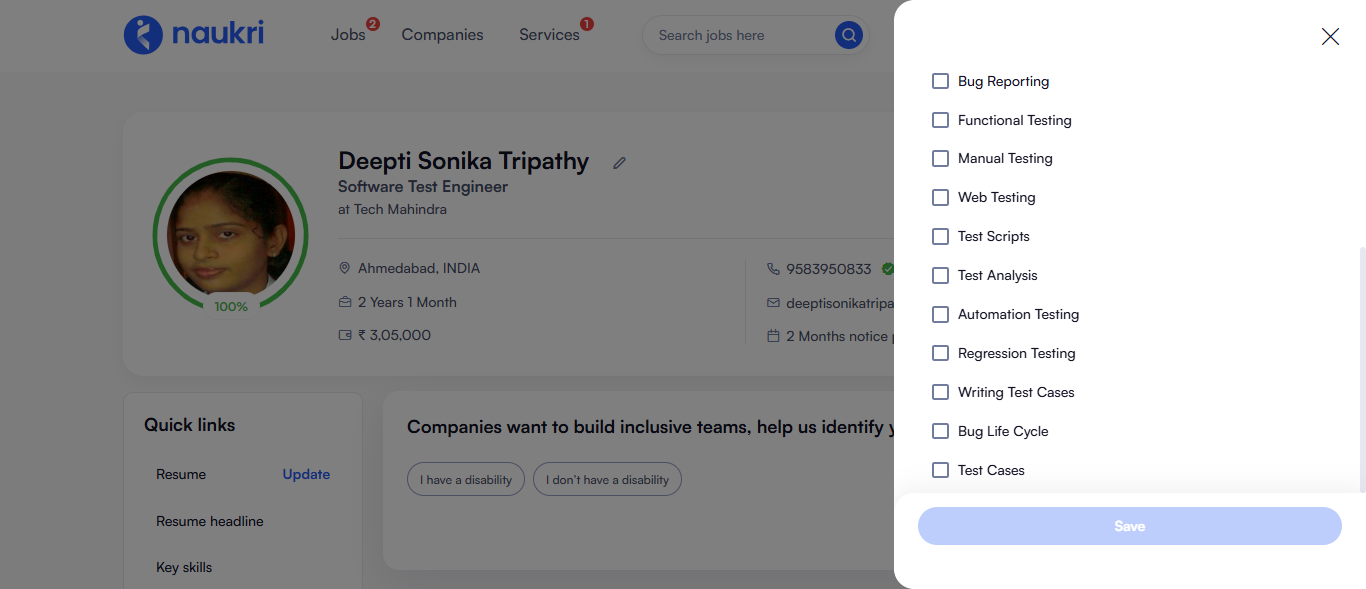 naukri
Jobs 2
Companies
Services 1
Search jobs here
Deepti Sonika Tripathy
Software Test Engineer
at Tech Mahindra
Ahmedabad, INDIA
2 Years 1 Month
₹ 3,05,000
9583950833
deeptisonikatripa
2 Months notice
100%
Quick links
Resume Update
Resume headline
Key skills
Companies want to build inclusive teams, help us identify
I have a disability
I don't have a disability
Bug Reporting
Functional Testing
Manual Testing
Web Testing
Test Scripts
Test Analysis
Automation Testing
Regression Testing
Writing Test Cases
Bug Life Cycle
Test Cases
Save